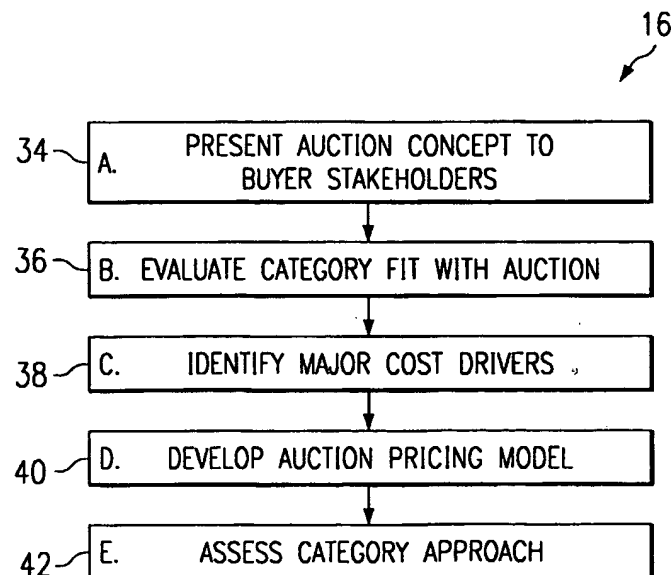 16
34
A. PRESENT AUCTION CONCEPT TO
BUYER STAKEHOLDERS
36
B. EVALUATE CATEGORY FIT WITH AUCTION
38
C. IDENTIFY MAJOR COST DRIVERS
40
D. DEVELOP AUCTION PRICING MODEL
42
E. ASSESS CATEGORY APPROACH